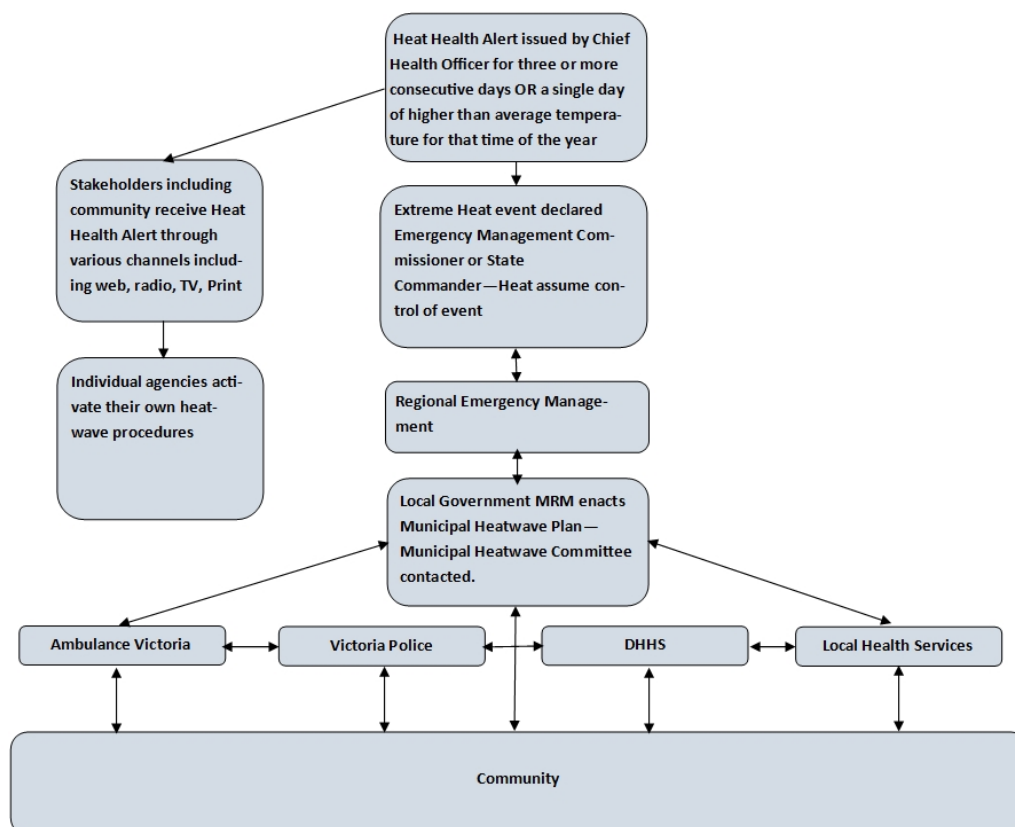 Heat Health Alert issued by Chief
Health Officer for three or more
consecutive days OR a single day
of higher than average tempera-
ture for that time of the year
Stakeholders including
community receive Heat
Health Alert through
various channels includ-
ing web, radio, TV, Print
Extreme Heat event declared
Emergency Management Com-
missioner or State
Commander—Heat assume con-
trol of event
Individual agencies acti-
vate their own heat-
wave procedures
Regional Emergency Manage-
ment
Local Government MRM enacts
Municipal Heatwave Plan—
Municipal Heatwave Committee
contacted.
Ambulance Victoria
Victoria Police
DHHS
Local Health Services
Community